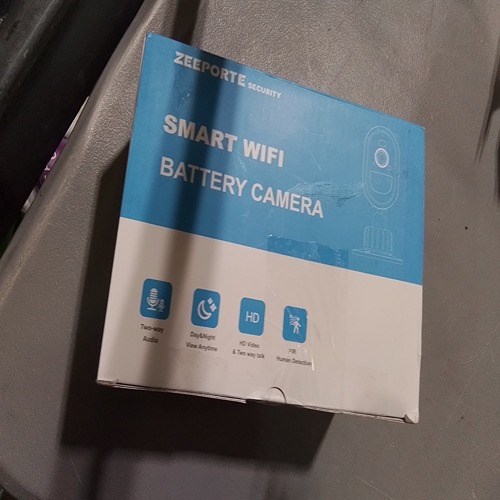 ZEEPORTE SECURITY
SMART WIFI
BATTERY CAMERA
Two-way
Audio
Day&Night
View Anytime
HD
HD Video
& Two way talk
PIR
Human Detection